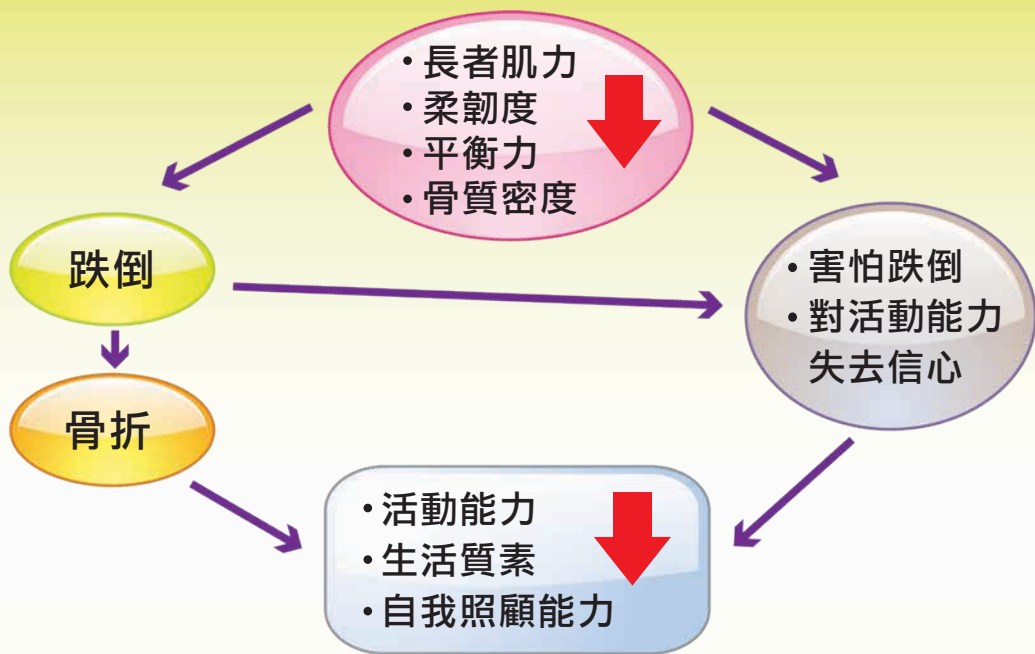 ・長者肌力
・柔韌度
・平衡力
・骨質密度
跌倒
・害怕跌倒
・對活動能力
失去信心
骨折
・活動能力
・生活質素
・自我照顧能力